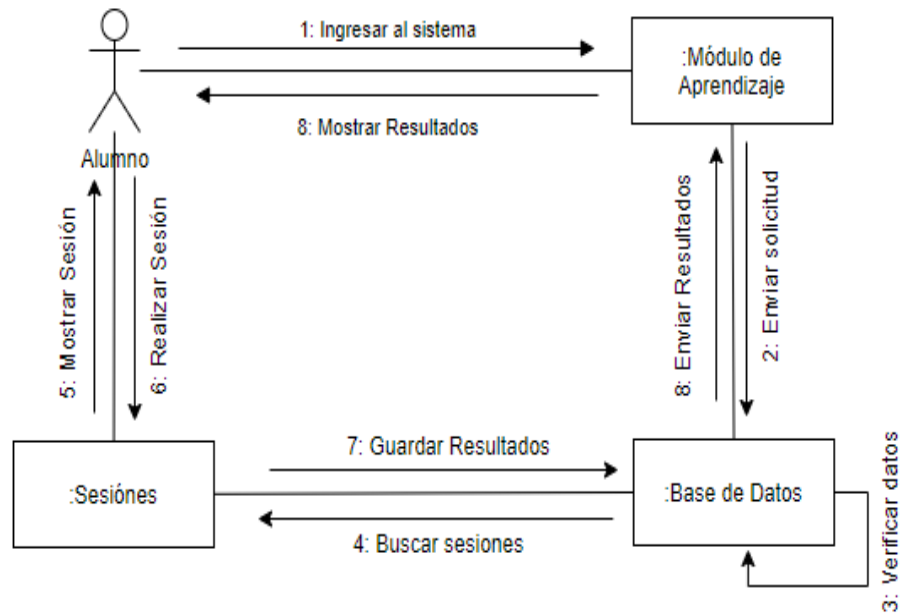 1: Ingresar al sistema
:Módulo de
Aprendizaje
8: Mostrar Resultados
Alumno
5: Mostrar Sesión
6: Realizar Sesión
8: Enviar Resultados
2: Enviar solicitud
7: Guardar Resultados
:Sesiónes
:Base de Datos
4: Buscar sesiones
3: Verificar datos